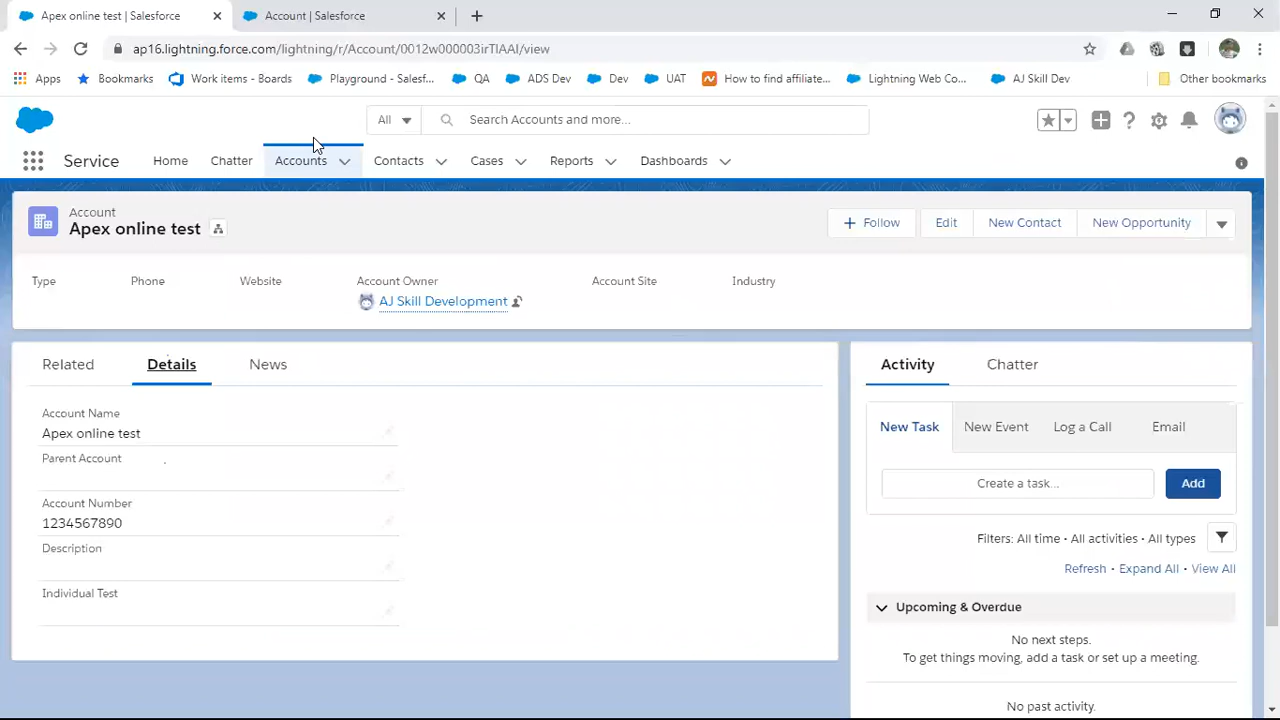 Apex online test | Salesforce
Account | Salesforce
ap16.lightning.force.com/lightning/r/Account/0012w000003irTlAAI/view
Apps
Bookmarks
Work items - Boards
Playground - Salesf...
QA
ADS Dev
Dev
UAT
How to find affiliate...
Lightning Web Co...
AJ Skill Dev
Other bookmarks
All
Search Accounts and more...
Service
Home
Chatter
Accounts
Contacts
Cases
Reports
Dashboards
Account
Apex online test
Follow
Edit
New Contact
New Opportunity
Type
Phone
Website
Account Owner
Account Site
Industry
AJ Skill Development
Related
Details
News
Account Name
Apex online test
Parent Account
Account Number
1234567890
Description
Individual Test
Activity
Chatter
New Task
New Event
Log a Call
Email
Create a task...
Add
Filters: All time • All activities • All types
Refresh • Expand All • View All
Upcoming & Overdue
No next steps.
To get things moving, add a task or set up a meeting.
No past activity.